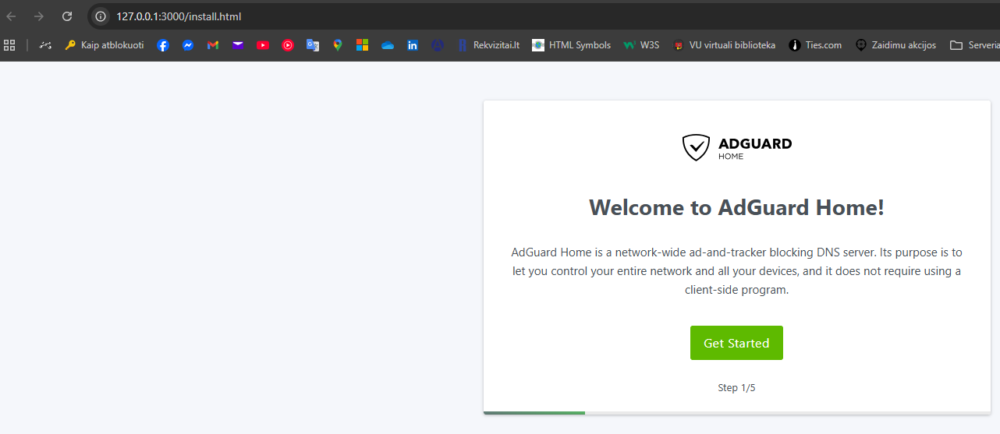 127.0.0.1:3000/install.html
Kaip atblokuoti Rekvizitai.lt HTML Symbols W3S VU virtuali biblioteka Ties.com Zaidimu akcijos Serveria
ADGUARD
HOME
Welcome to AdGuard Home!
AdGuard Home is a network-wide ad-and-tracker blocking DNS server. Its purpose is to
let you control your entire network and all your devices, and it does not require using a
client-side program.
Get Started
Step 1/5